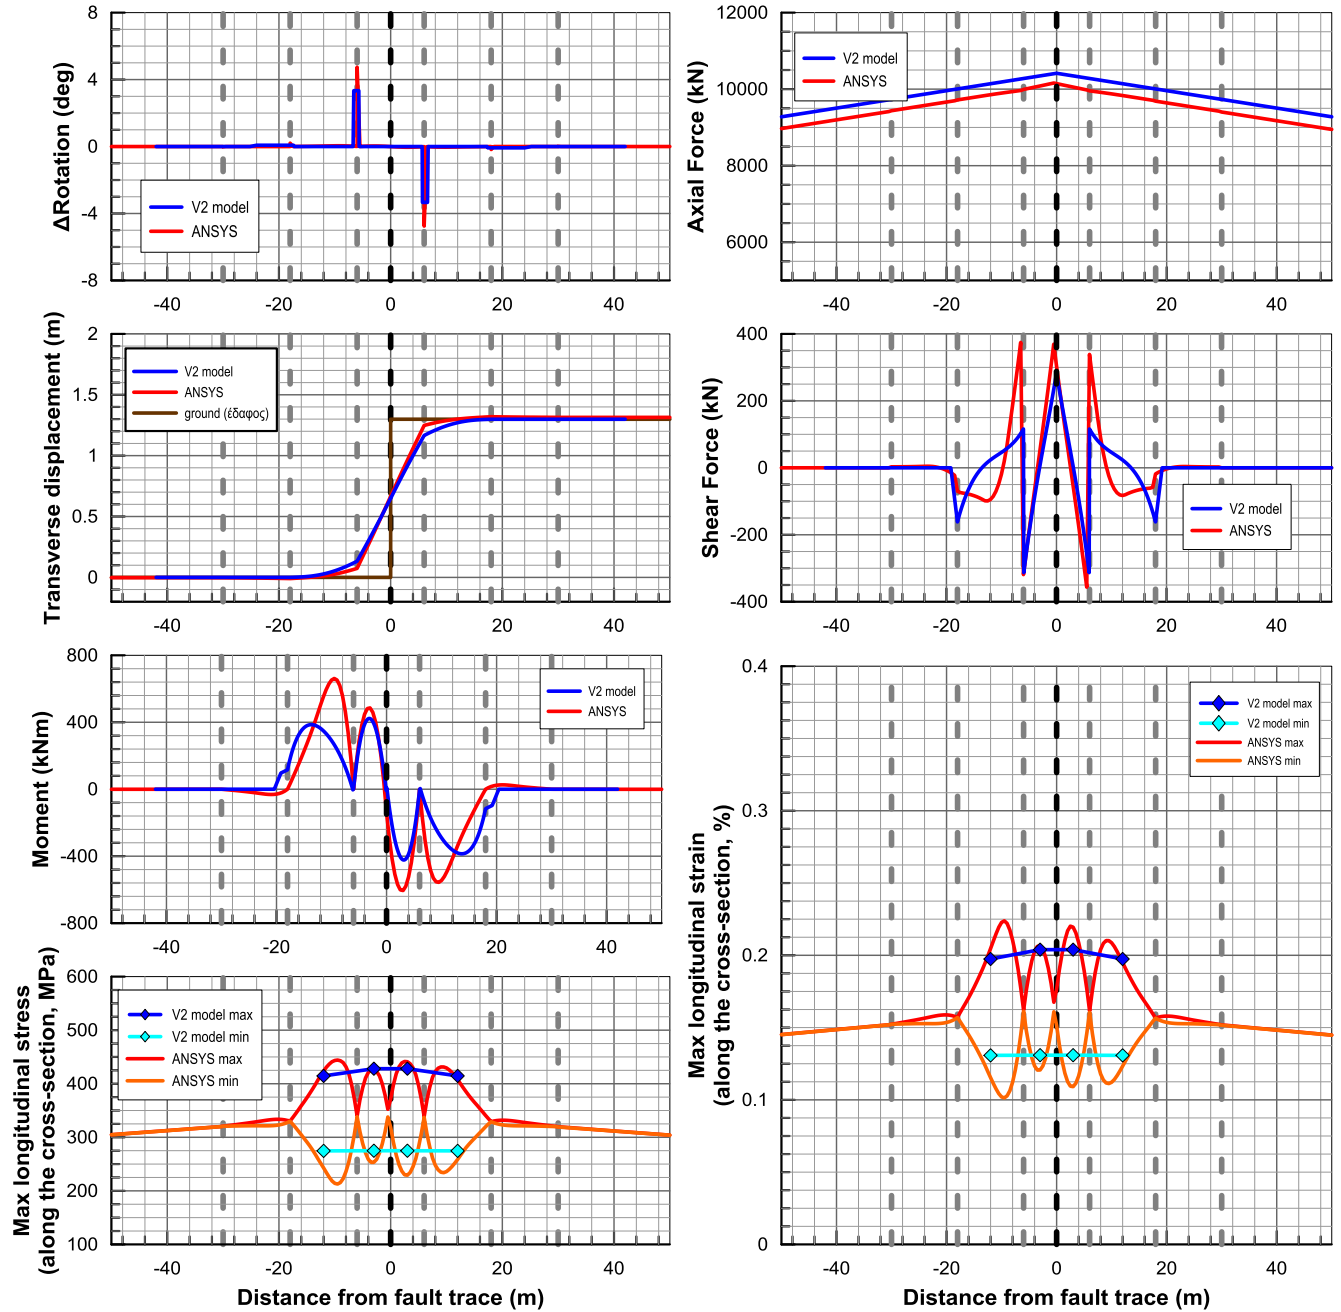 ΔRotation (deg)
8
4
0
-4
-8
V2 model
ANSYS
-40
-20
0
20
40
Axial Force (kN)
12000
10000
8000
6000
V2 model
ANSYS
-40
-20
0
20
40
Transverse displacement (m)
2
1.5
1
0.5
0
V2 model
ANSYS
ground (έδαφος)
-40
-20
0
20
40
Shear Force (kN)
400
200
0
-200
-400
V2 model
ANSYS
-40
-20
0
20
40
Moment (kNm)
800
400
0
-400
-800
V2 model
ANSYS
-40
-20
0
20
40
Max longitudinal stress
(along the cross-section, MPa)
600
500
400
300
200
100
V2 model max
V2 model min
ANSYS max
ANSYS min
-40
-20
0
20
40
Distance from fault trace (m)
Max longitudinal strain
(along the cross-section, %)
0.4
0.3
0.2
0.1
0
V2 model max
V2 model min
ANSYS max
ANSYS min
-40
-20
0
20
40
Distance from fault trace (m)